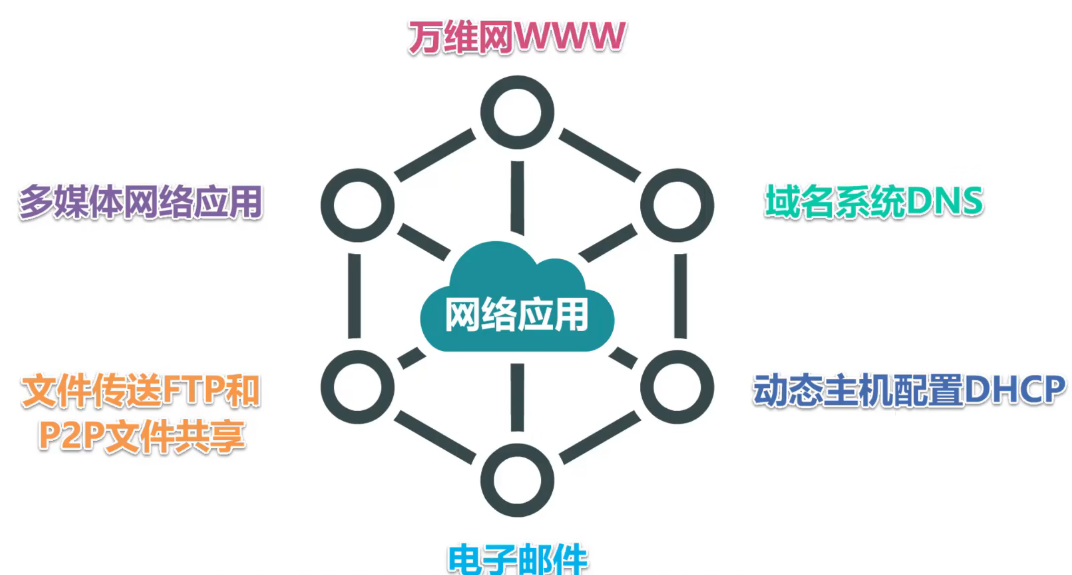 万维网WWW
多媒体网络应用
域名系统DNS
网络应用
文件传送FTP和
P2P文件共享
动态主机配置DHCP
电子邮件